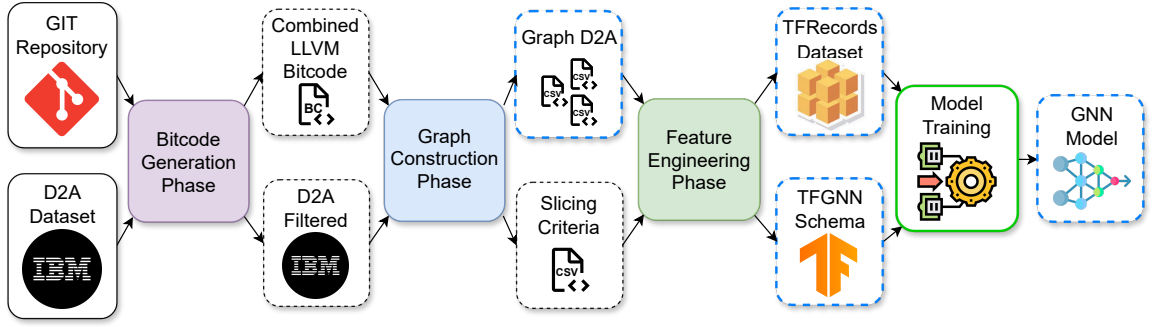 GIT
Repository
D2A
Dataset
IBM
Bitcode
Generation
Phase
Combined
LLVM
Bitcode
BC
D2A
Filtered
IBM
Graph
Construction
Phase
Graph D2A
CSV
CSV
CSV
Slicing
Criteria
CSV
Feature
Engineering
Phase
TFRecords
Dataset
TFGNN
Schema
Model
Training
GNN
Model